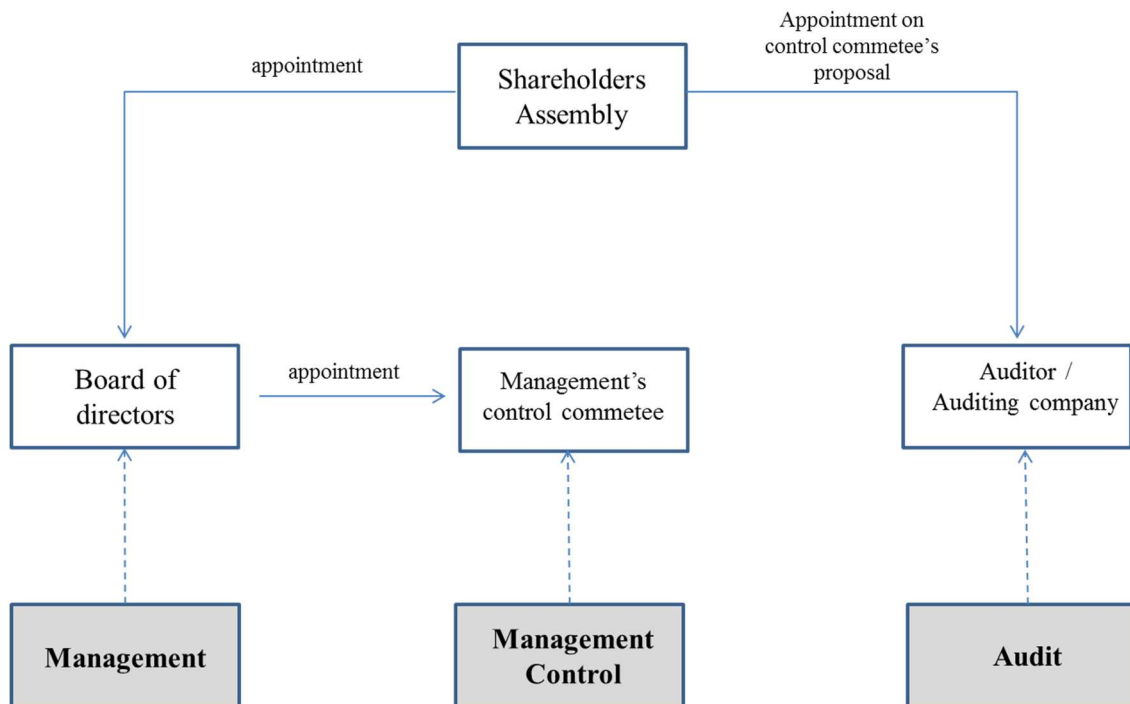 appointment
Shareholders
Assembly
Appointment on
control commetee’s
proposal
Board of
directors
appointment
Management’s
control commetee
Auditor /
Auditing company
Management
Management
Control
Audit